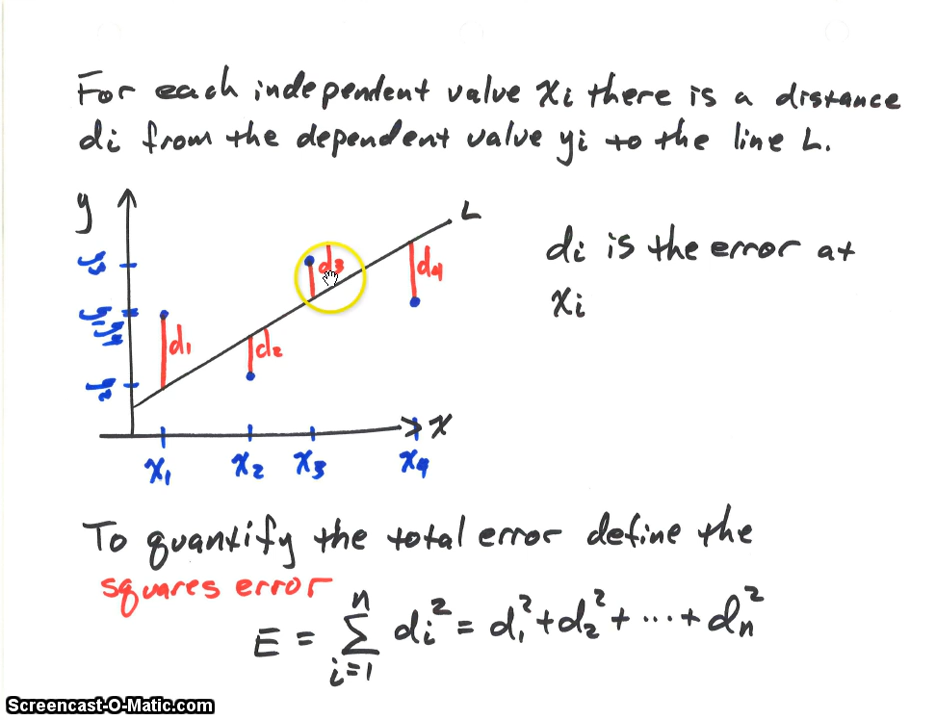 For each independent value xi there is a distance
di from the dependent value yi to the line L.
y
L
d3
d4
di is the error at
xi
d1
d2
y2
x
x1 x2 x3 x4
To quantify the total error define the
squares error
E = n∑i=1 di² = d1² + d2² + ··· + dn²
Screencast-O-Matic.com